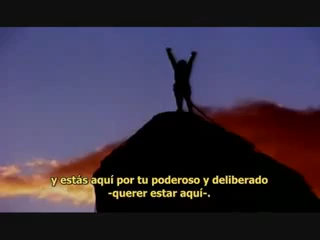 y estás aquí por tu poderoso y deliberado
-querer estar aquí-.